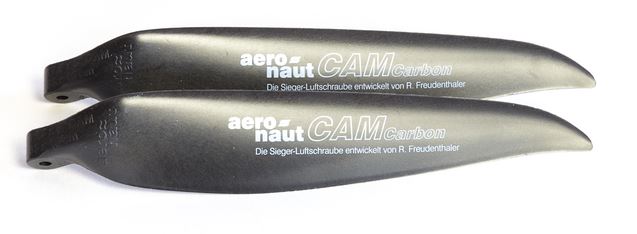 aero
naut CAM Carbon
Die Sieger-Luftschraube entwickelt von R. Freudenthaler
aero
naut CAM Carbon
Die Sieger-Luftschraube entwickelt von R. Freudenthaler